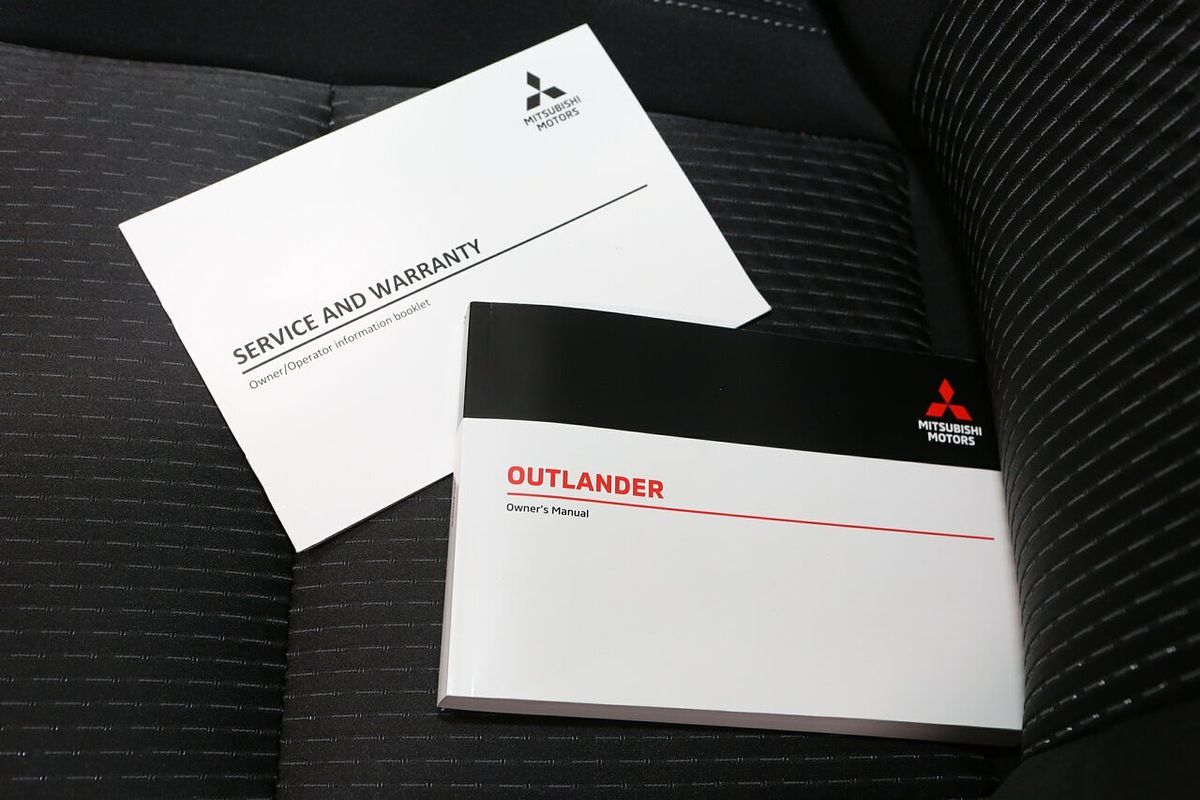 MITSUBISHI
MOTORS
SERVICE AND WARRANTY
Owner/Operator information booklet
MITSUBISHI
MOTORS
OUTLANDER
Owner's Manual